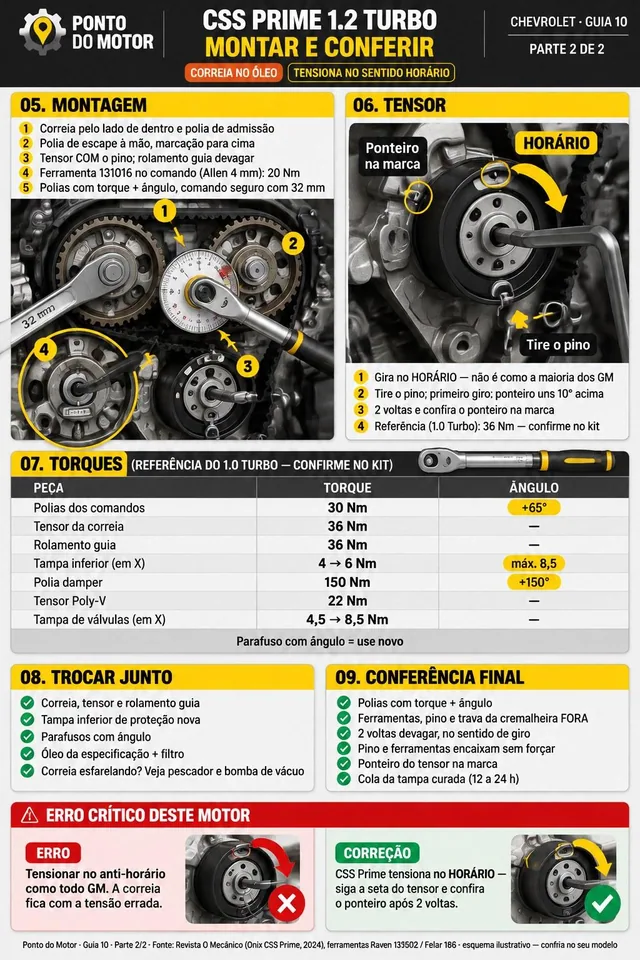 PONTO
DO MOTOR
CSS PRIME 1.2 TURBO
MONTAR E CONFERIR
CORREIA NO ÓLEO
TENSIONA NO SENTIDO HORÁRIO
CHEVROLET · GUIA 10
PARTE 2 DE 2
05. MONTAGEM
1 Correia pelo lado de dentro e polia de admissão
2 Polia de escape à mão, marcação para cima
3 Tensor COM o pino; rolamento guia devagar
4 Ferramenta 131016 no comando (Allen 4 mm): 20 Nm
5 Polias com torque + ângulo, comando seguro com 32 mm
1
2
32 mm
4
3
06. TENSOR
Ponteiro
na marca
HORÁRIO
Tire o pino
1 Gira no HORÁRIO — não é como a maioria dos GM
2 Tire o pino; primeiro giro: ponteiro uns 10° acima
3 2 voltas e confira o ponteiro na marca
4 Referência (1.0 Turbo): 36 Nm — confirme no kit
07. TORQUES (REFERÊNCIA DO 1.0 TURBO — CONFIRME NO KIT)
PEÇA TORQUE ÂNGULO
Polias dos comandos 30 Nm +65°
Tensor da correia 36 Nm —
Rolamento guia 36 Nm —
Tampa inferior (em X) 4 → 6 Nm máx. 8,5
Polia damper 150 Nm +150°
Tensor Poly-V 22 Nm —
Tampa de válvulas (em X) 4,5 → 8,5 Nm —
Parafuso com ângulo = use novo
08. TROCAR JUNTO
Correia, tensor e rolamento guia
Tampa inferior de proteção nova
Parafusos com ângulo
Óleo da especificação + filtro
Correia esfarelando? Veja pescador e bomba de vácuo
09. CONFERÊNCIA FINAL
Polias com torque + ângulo
Ferramentas, pino e trava da cremalheira FORA
2 voltas devagar, no sentido de giro
Pino e ferramentas encaixam sem forçar
Ponteiro do tensor na marca
Cola da tampa curada (12 a 24 h)
ERRO CRÍTICO DESTE MOTOR
ERRO
Tensionar no anti-horário
como todo GM. A correia
fica com a tensão errada.
CORREÇÃO
CSS Prime tensiona no HORÁRIO —
siga a seta do tensor e confira
o ponteiro após 2 voltas.
Ponto do Motor · Guia 10 · Parte 2/2 · Fonte: Revista O Mecânico (Onix CSS Prime, 2024), ferramentas Raven 131502 / Felar 186 · esquema ilustrativo — confira no seu modelo